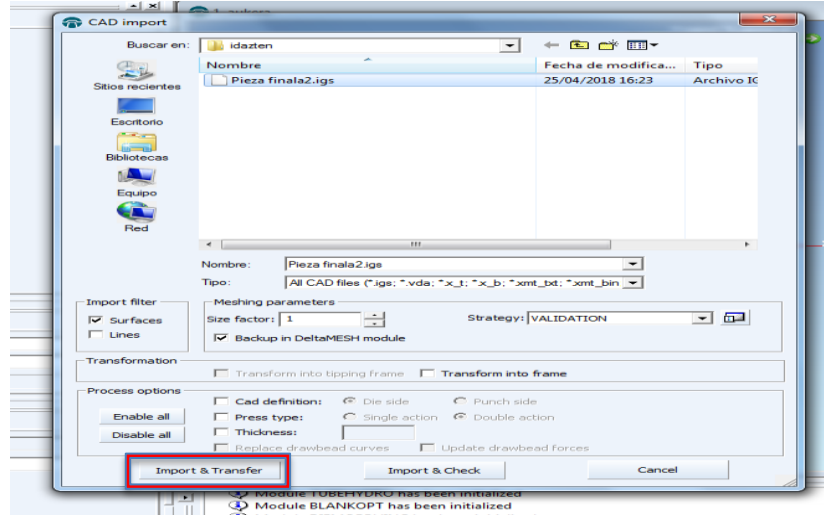 CAD import
Buscar en: idazten
Nombre Fecha de modifica... Tipo
Pieza finala2.igs 25/04/2018 16:23 Archivo IG
Sitios recientes
Escritorio
Bibliotecas
Equipo
Red
Nombre: Pieza finala2.igs
Tipo: All CAD files (*.igs; *.vda; *x_t; *x_b; *xmt_txt; *xmt_bin
Import filter
Surfaces
Lines
Meshing parameters
Size factor: 1 Strategy: VALIDATION
Backup in DeltaMESH module
Transformation
Transform into tipping frame Transform into frame
Process options
Enable all
Disable all
Cad definition: Die side Punch side
Press type: Single action Double action
Thickness:
Replace drawbead curves Update drawbead forces
Import & Transfer Import & Check Cancel
Module TUBEHYDRO has been initialized
Module BLANKOPT has been initialized